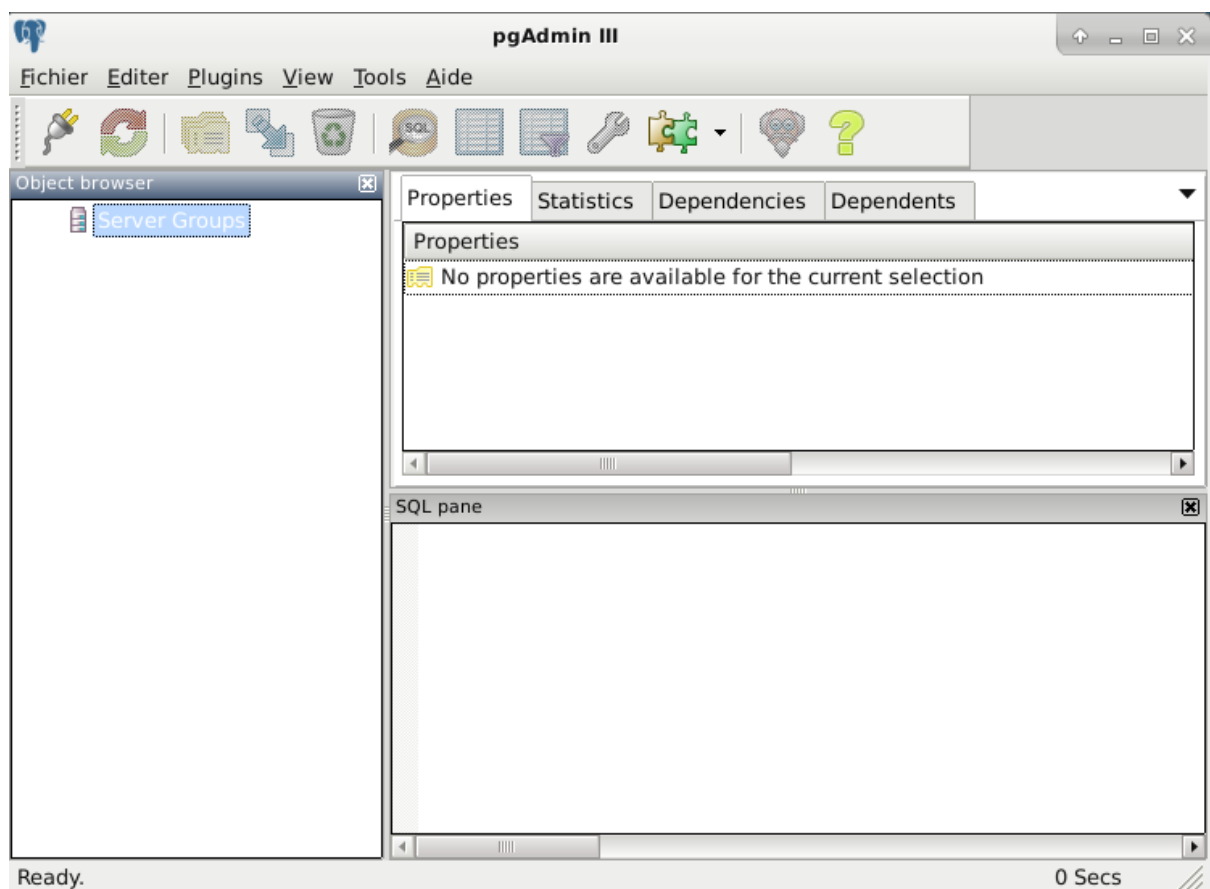 pgAdmin III
Fichier Editer Plugins View Tools Aide
SQL
Object browser
Server Groups
Properties Statistics Dependencies Dependents
Properties
No properties are available for the current selection
SQL pane
Ready. 0 Secs